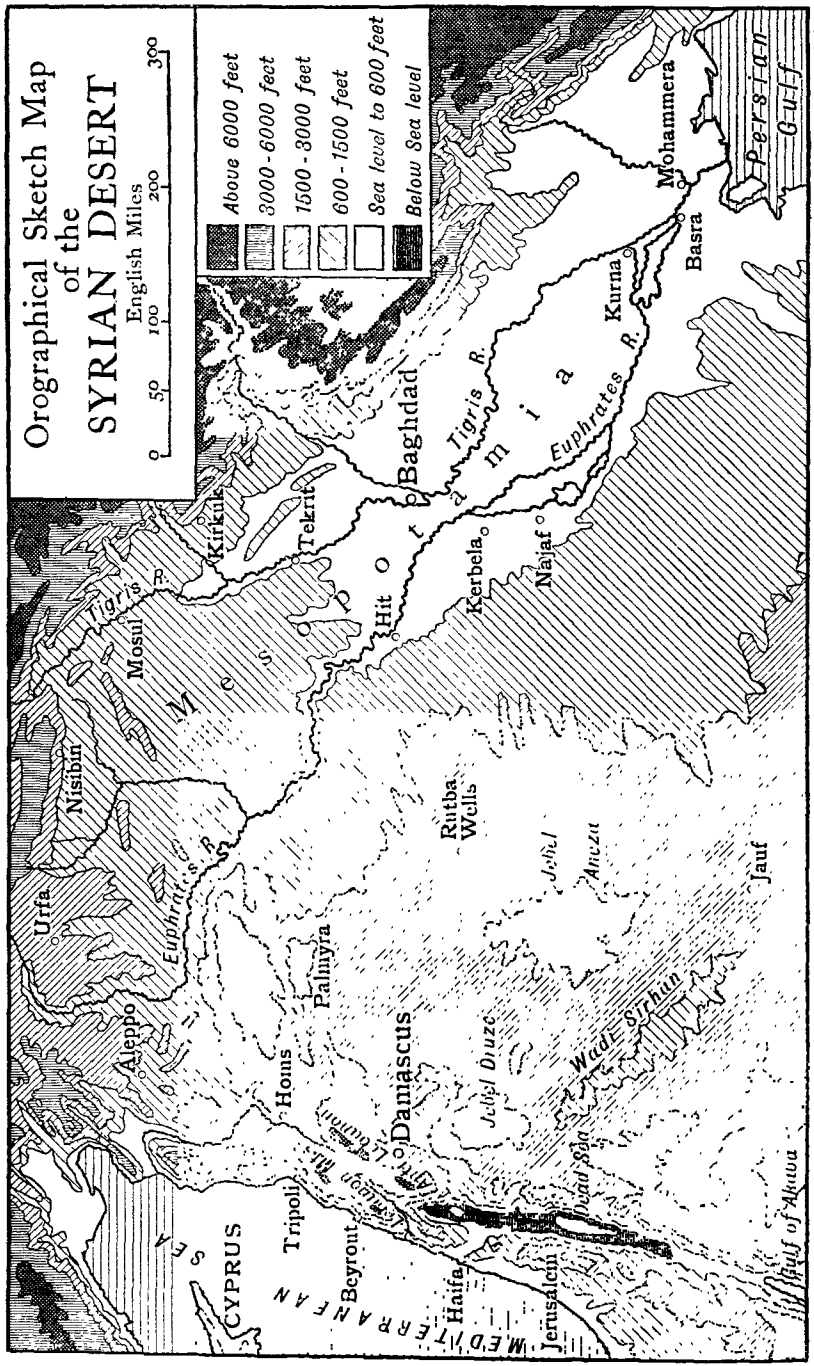 Orographical Sketch Map
of the
SYRIAN DESERT
English Miles
0 50 100 200 300
Above 6000 feet
3000-6000 feet
1500-3000 feet
600-1500 feet
Sea level to 600 feet
Below Sea level
Urfa
Nisibin
Tigris R.
Mosul
Kirkuk
Aleppo
Euphrates R.
Mesopotamia
Tekrit
SEA
CYPRUS
Tripoli
Homs
Palmyra
Hit
Baghdad
Tigris R.
MEDITERRANEAN
Beyrout
Lebanon Mts.
Anti Lebanon
Damascus
Rutba
Wells
Kerbela
Najaf
Euphrates R.
Kurna
Basra
Mohammera
Persian
Gulf
Haifa
Jebel Druze
Jebel
Aneza
Jerusalem
Dead Sea
Wadi Sirhan
Jauf
Gulf of Akaba